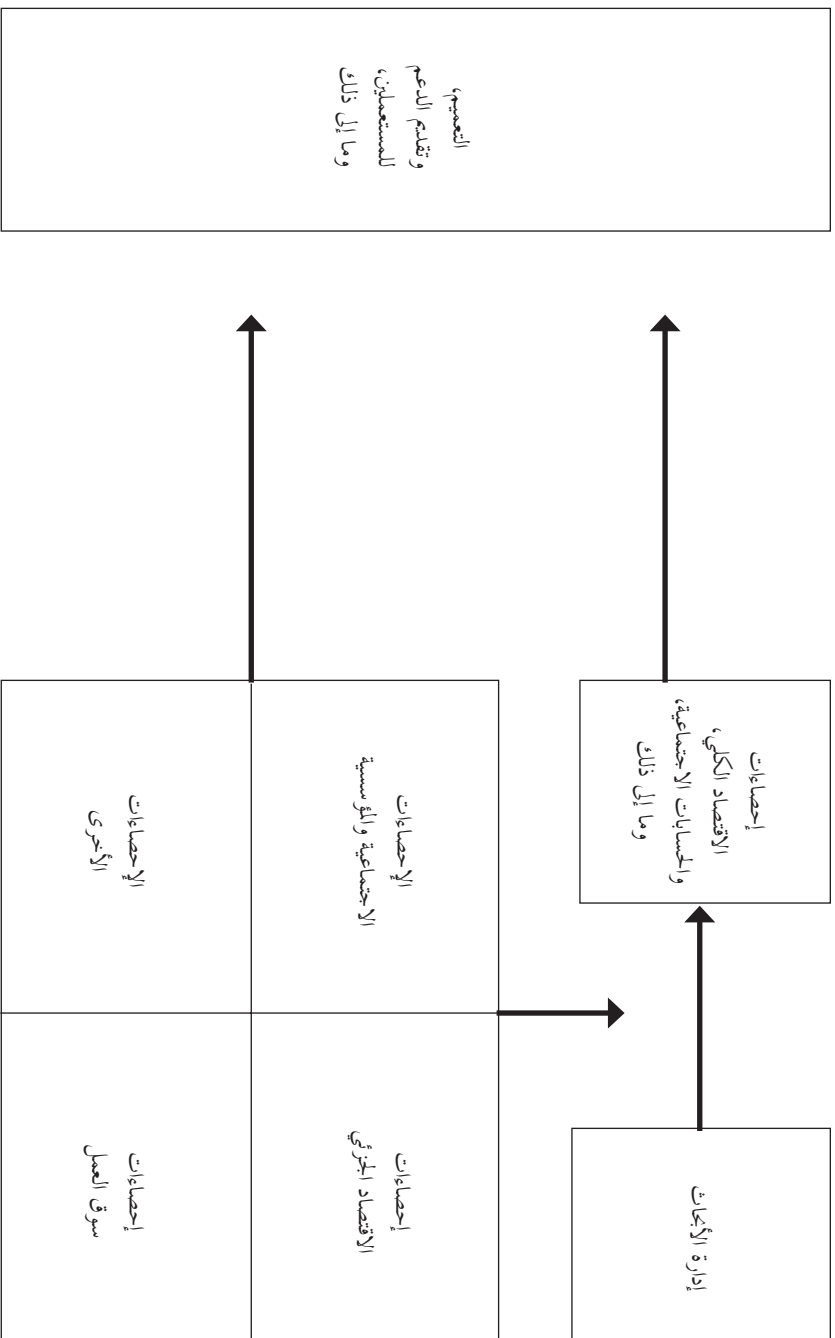 إدارة الأبحاث
إحصاءات
الاقتصاد الكلي،
والحسابات الاجتماعية،
وما إلى ذلك
إحصاءات
الاقتصاد الجزئي
الإحصاءات
الاجتماعية والمؤسسية
إحصاءات
سوق العمل
الإحصاءات
الأخرى
التعميم،
وتقديم الدعم
للمستعملين،
وما إلى ذلك